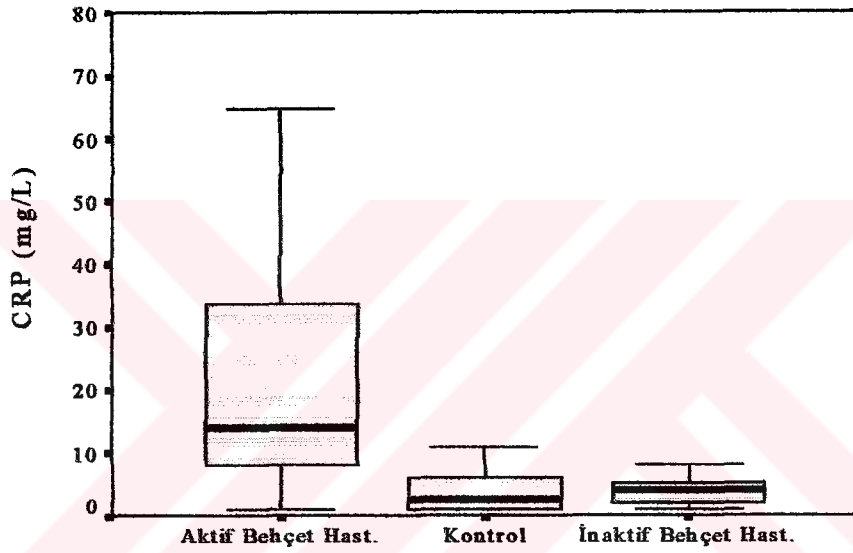 80
70
60
50
40
30
20
10
0
CRP (mg/L)
Aktif Behçet Hast.
Kontrol
İnaktif Behçet Hast.